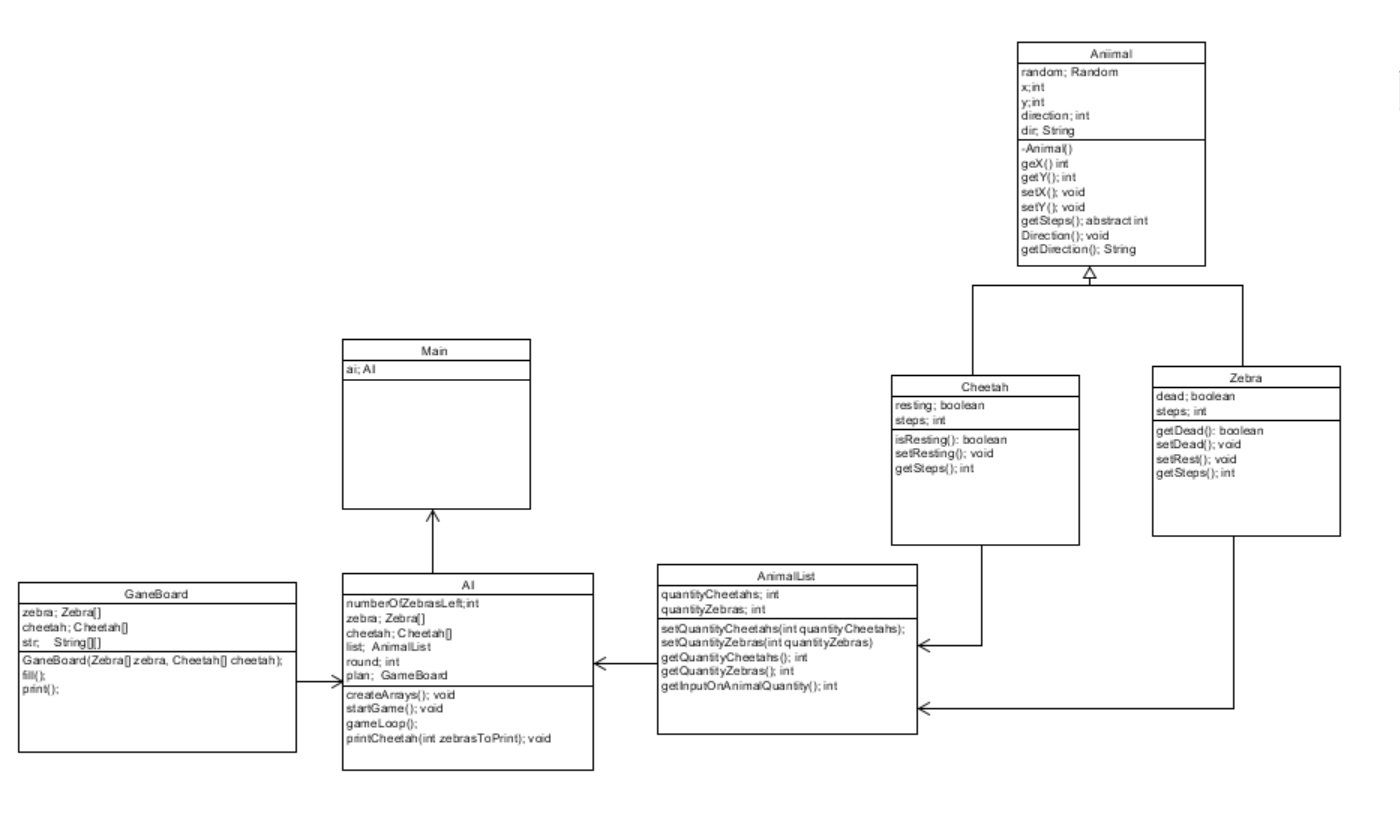 Aniimal
random; Random
x;int
y;int
direction; int
dir; String
-Animal()
geX() int
getY(); int
setX(); void
setY(); void
getSteps(); abstract int
Direction(); void
getDirection(); String
Main
ai; AI
Cheetah
resting; boolean
steps; int
isResting(): boolean
setResting(); void
getSteps(); int
Zebra
dead; boolean
steps; int
getDead(): boolean
setDead(); void
setRest(); void
getSteps(); int
GaneBoard
zebra; Zebra[]
cheetah; Cheetah[]
str; String[][]
GaneBoard(Zebra[] zebra, Cheetah[] cheetah);
fill();
print();
AI
numberOfZebrasLeft;int
zebra; Zebra[]
cheetah; Cheetah[]
list; AnimalList
round; int
plan; GameBoard
createArrays(); void
startGame(); void
gameLoop();
printCheetah(int zebrasToPrint); void
AnimalList
quantityCheetahs; int
quantityZebras; int
setQuantityCheetahs(int quantityCheetahs);
setQuantityZebras(int quantityZebras)
getQuantityCheetahs(); int
getQuantityZebras(); int
getInputOnAnimalQuantity(); int